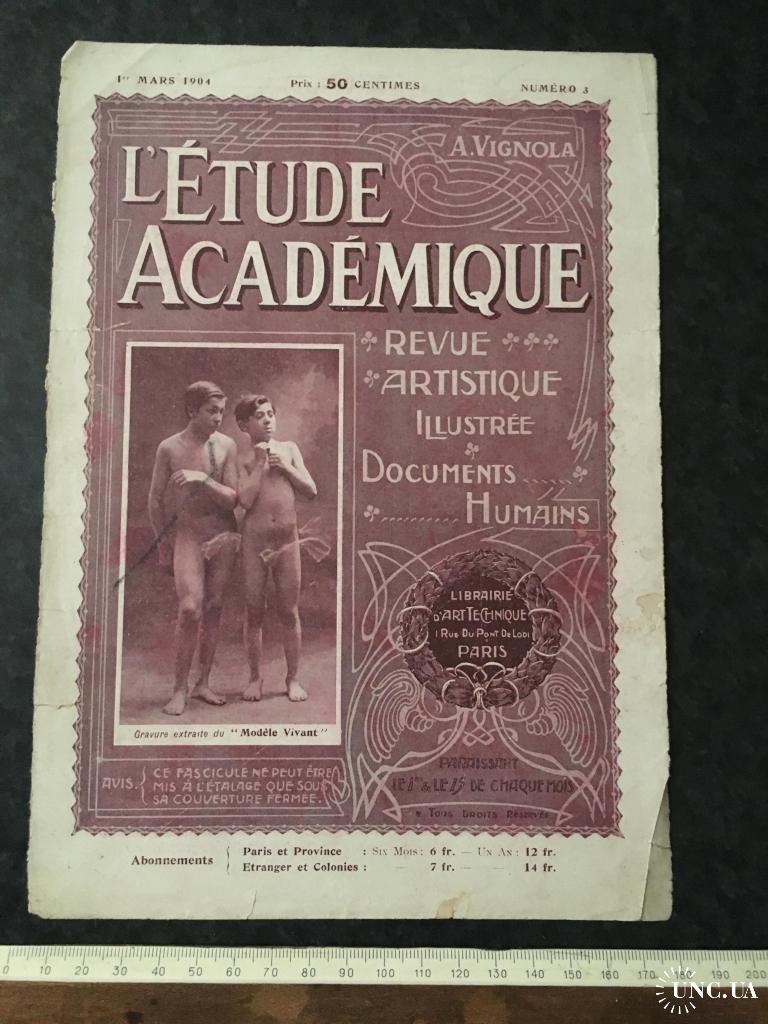 1er MARS 1904
Prix : 50 CENTIMES
NUMÉRO 3
A. VIGNOLA
L'ÉTUDE
ACADÉMIQUE
REVUE
ARTISTIQUE
ILLUSTRÉE
DOCUMENTS
HUMAINS
LIBRAIRIE
D'ART TECHNIQUE
1 RUE DU PONT DE LODI
PARIS
Gravure extraite du "Modèle Vivant"
PARAISSANT
LE 1er & LE 15 DE CHAQUE MOIS
TOUS DROITS RÉSERVÉS
AVIS. { CE FASCICULE NE PEUT ÊTRE
MIS A L'ÉTALAGE QUE SOUS
SA COUVERTURE FERMÉE.
Abonnements { Paris et Province : SIX MOIS : 6 fr. — UN AN : 12 fr.
Etranger et Colonies : — 7 fr. — — 14 fr.
0 10 20 30 40 50 60 70 80 90 100 110 120 130 140 150 160 170 180 190 200
UNC.UA